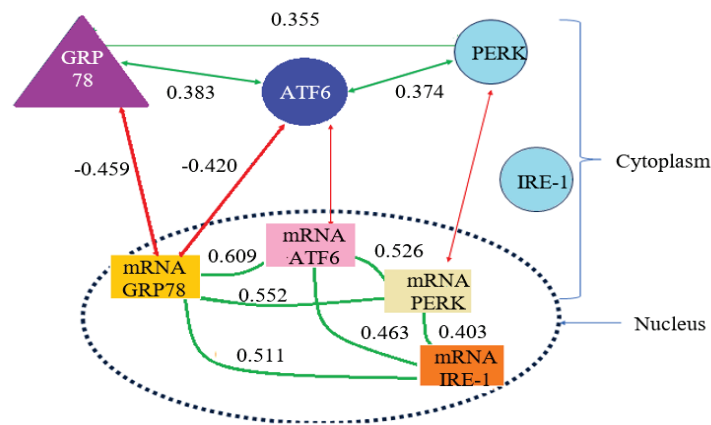 0.355
GRP
78
PERK
ATF6
0.383
0.374
Cytoplasm
-0.459
-0.420
IRE-1
mRNA
ATF6
0.609
0.526
mRNA
GRP78
mRNA
PERK
0.552
Nucleus
0.463
0.403
0.511
mRNA
IRE-1